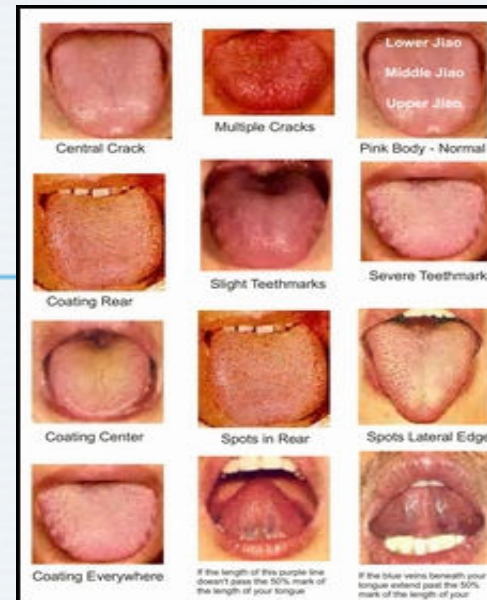 Lower Jiao
Middle Jiao
Upper Jiao
Central Crack
Multiple Cracks
Pink Body - Normal
Coating Rear
Slight Teethmarks
Severe Teethmark
Coating Center
Spots in Rear
Spots Lateral Edge
Coating Everywhere
If the length of this purple line
doesn't pass the 50% mark of
the length of your tongue
If the blue veins beneath your
tongue extend past the 50%
mark of the length of your